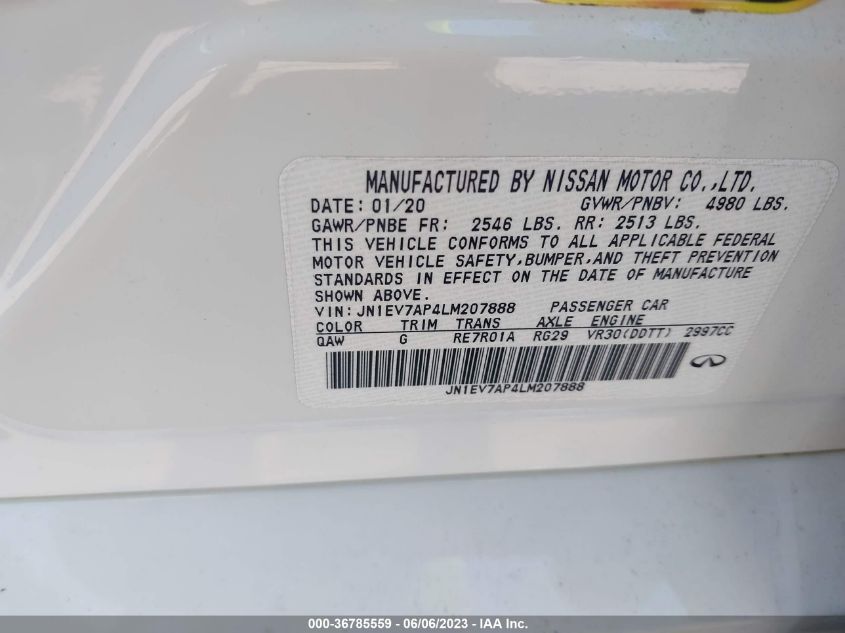 MANUFACTURED BY NISSAN MOTOR CO.,LTD.
DATE: 01/20 GVWR/PNBV: 4980 LBS.
GAWR/PNBE FR: 2546 LBS. RR: 2513 LBS.
THIS VEHICLE CONFORMS TO ALL APPLICABLE FEDERAL
MOTOR VEHICLE SAFETY,BUMPER,AND THEFT PREVENTION
STANDARDS IN EFFECT ON THE DATE OF MANUFACTURE
SHOWN ABOVE.
VIN: JN1EV7AP4LM207888 PASSENGER CAR
COLOR TRIM TRANS AXLE ENGINE
QAW G RE7R01A RG29 VR30(DDTT) 2997CC
JN1EV7AP4LM207888
000-36785559 - 06/06/2023 - IAA Inc.